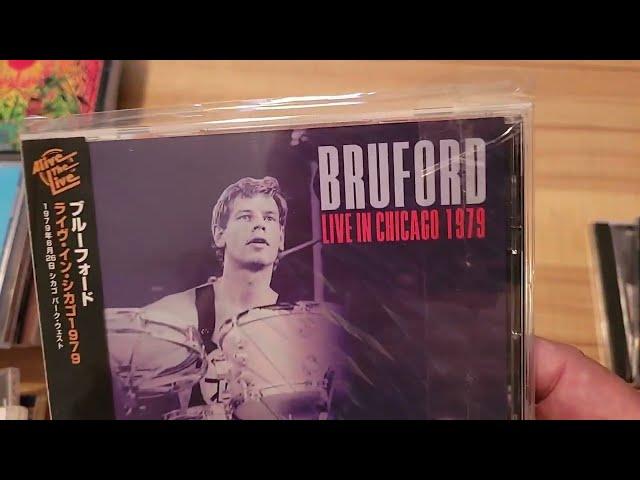 Alive
The
Live
ブルーフォード
ライヴ・イン・シカゴ1979
1979年6月26日 シカゴ パーク・ウェスト
BRUFORD
LIVE IN CHICAGO 1979